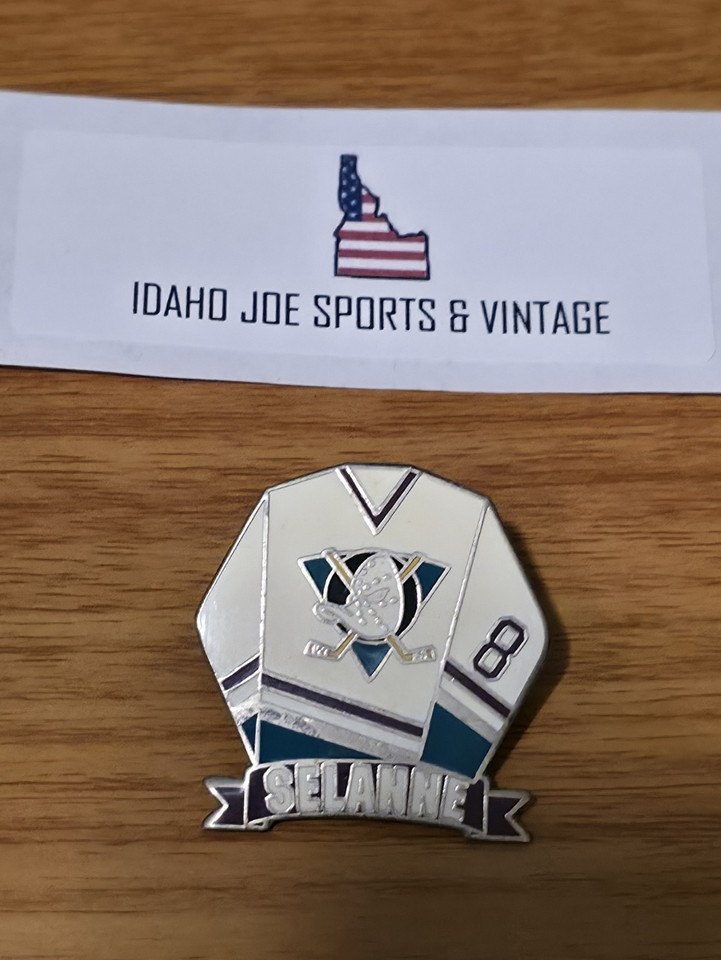 IDAHO JOE SPORTS & VINTAGE
8
SELANNE